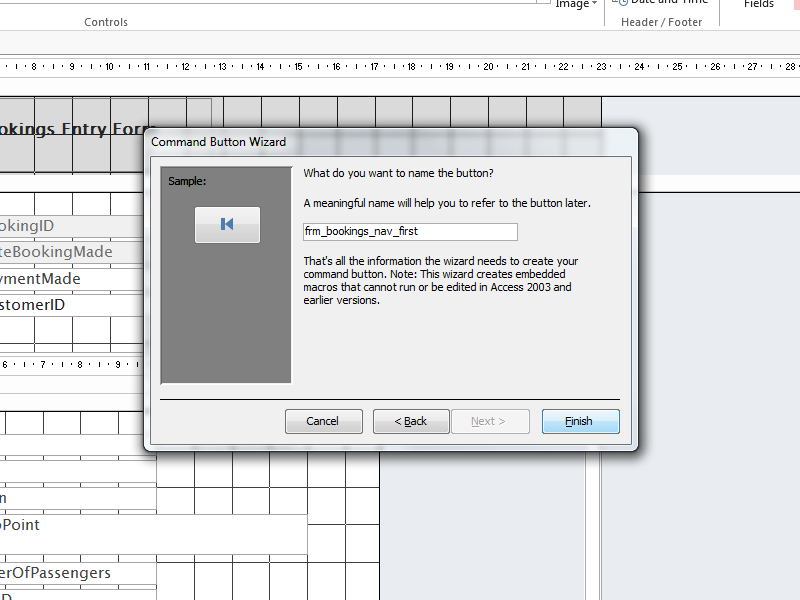 Image
Date and Time
Fields
Controls
Header / Footer
8 9 10 11 12 13 14 15 16 17 18 19 20 21 22 23 24 25 26 27 28
okings Entry Form
Command Button Wizard
Sample:
What do you want to name the button?
A meaningful name will help you to refer to the button later.
frm_bookings_nav_first
That's all the information the wizard needs to create your
command button. Note: This wizard creates embedded
macros that cannot run or be edited in Access 2003 and
earlier versions.
okingID
teBookingMade
ymentMade
stomerID
6 7 8 9
Cancel
< Back
Next >
Finish
n
pPoint
erOfPassengers
ID